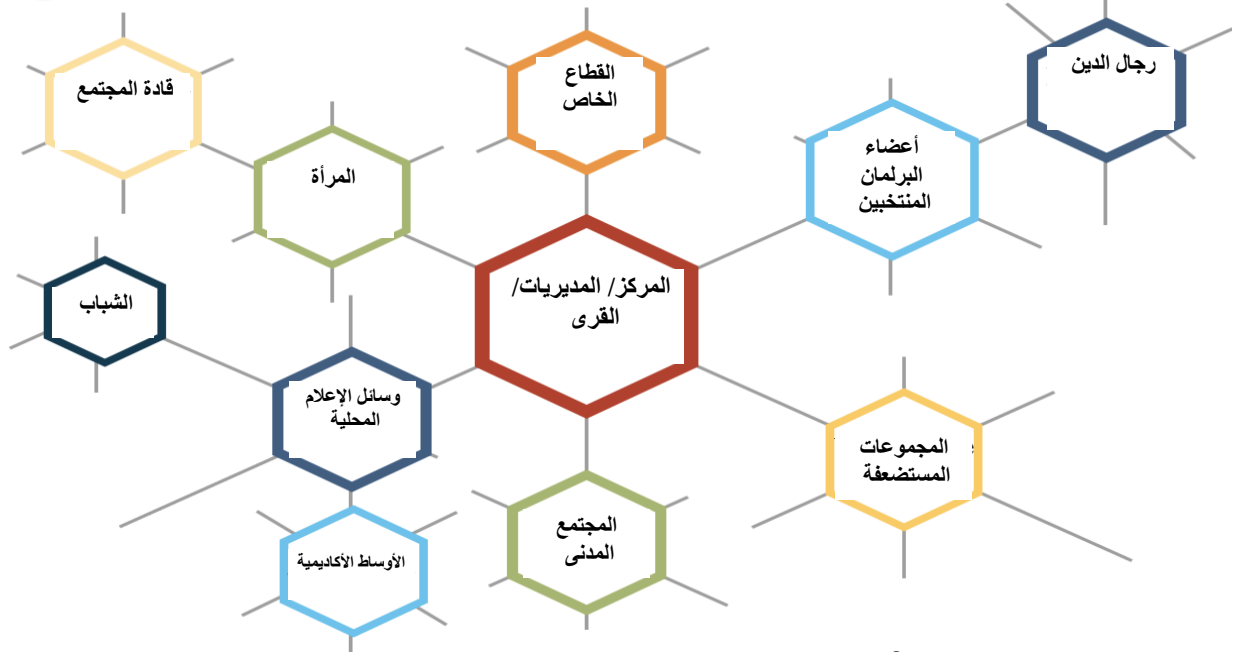 رجال الدين
القطاع
الخاص
قادة المجتمع
أعضاء
البرلمان
المنتخبين
المرأة
المركز/ المديريات/
القرى
الشباب
وسائل الإعلام
المحلية
المجموعات
المستضعفة
المجتمع
المدنى
الأوساط الأكاديمية